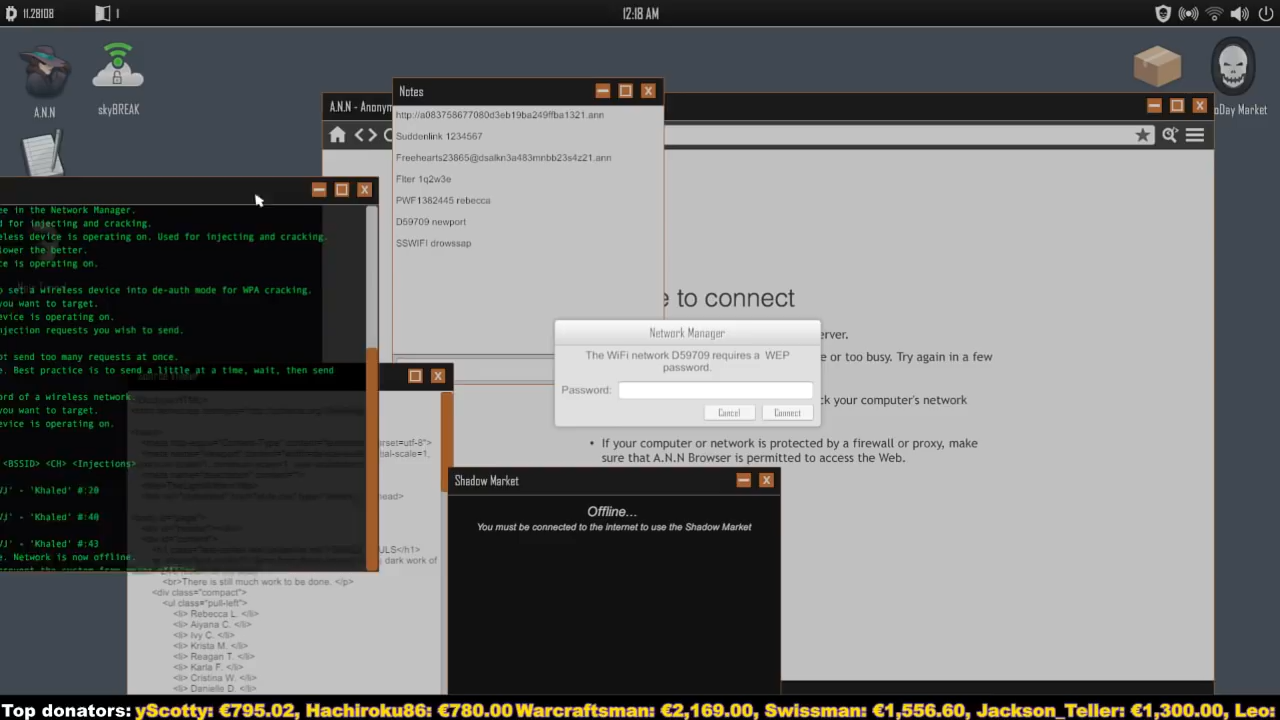 11.28108
1
12:18 AM
A.N.N
skyBREAK
oDay Market
Notes
http://a083758677080d3eb19ba249ffba1321.ann
Suddenlink 1234567
Freehearts23865@dsalkn3a483mnbb23s4z21.ann
Flter 1q2w3e
PWF1382445 rebecca
D59709 newport
SSWIFI drowssap
A.N.N - Anonym
e to connect
erver.
e or too busy. Try again in a few
ck your computer's network
• If your computer or network is protected by a firewall or proxy, make
sure that A.N.N Browser is permitted to access the Web.
Network Manager
The WiFi network D59709 requires a WEP
password.
Password:
Cancel
Connect
ee in the Network Manager.
d for injecting and cracking.
eless device is operating on. Used for injecting and cracking.
lower the better.
ce is operating on.
o set a wireless device into de-auth mode for WPA cracking.
you want to target.
device is operating on.
njection requests you wish to send.
ot send too many requests at once.
e. Best practice is to send a little at a time, wait, then send
ord of a wireless network.
you want to target.
device is operating on.
<BSSID> <CH> <Injections>
VJ' - 'Khaled' #:20
VJ' - 'Khaled' #:40
VJ' - 'Khaled' #:43
e. Network is now offline.
ULS</h1>
ng dark work of
<br>There is still much work to be done. </p>
<div class="compact">
<ul class="pull-left">
<li> Rebecca L. </li>
<li> Aiyana C. </li>
<li> Ivy C. </li>
<li> Krista M. </li>
<li> Reagan T. </li>
<li> Karla F. </li>
<li> Cristina W. </li>
<li> Danielle D. </li>
Shadow Market
Offline...
You must be connected to the internet to use the Shadow Market
Top donators: yScotty: €795.02, Hachiroku86: €780.00 Warcraftsman: €2,169.00, Swissman: €1,556.60, Jackson_Teller: €1,300.00, Leo: